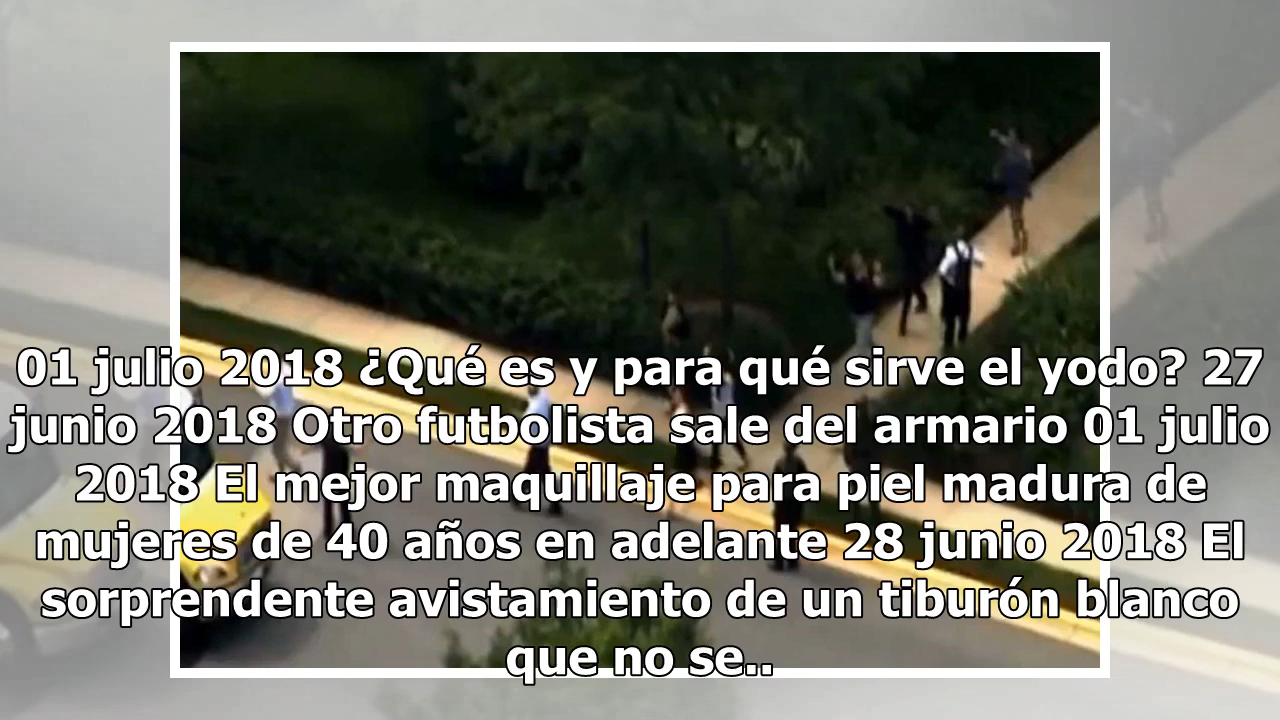 01 julio 2018 ¿Qué es y para qué sirve el yodo? 27
junio 2018 Otro futbolista sale del armario 01 julio
2018 El mejor maquillaje para piel madura de
mujeres de 40 años en adelante 28 junio 2018 El
sorprendente avistamiento de un tiburón blanco
que no se..